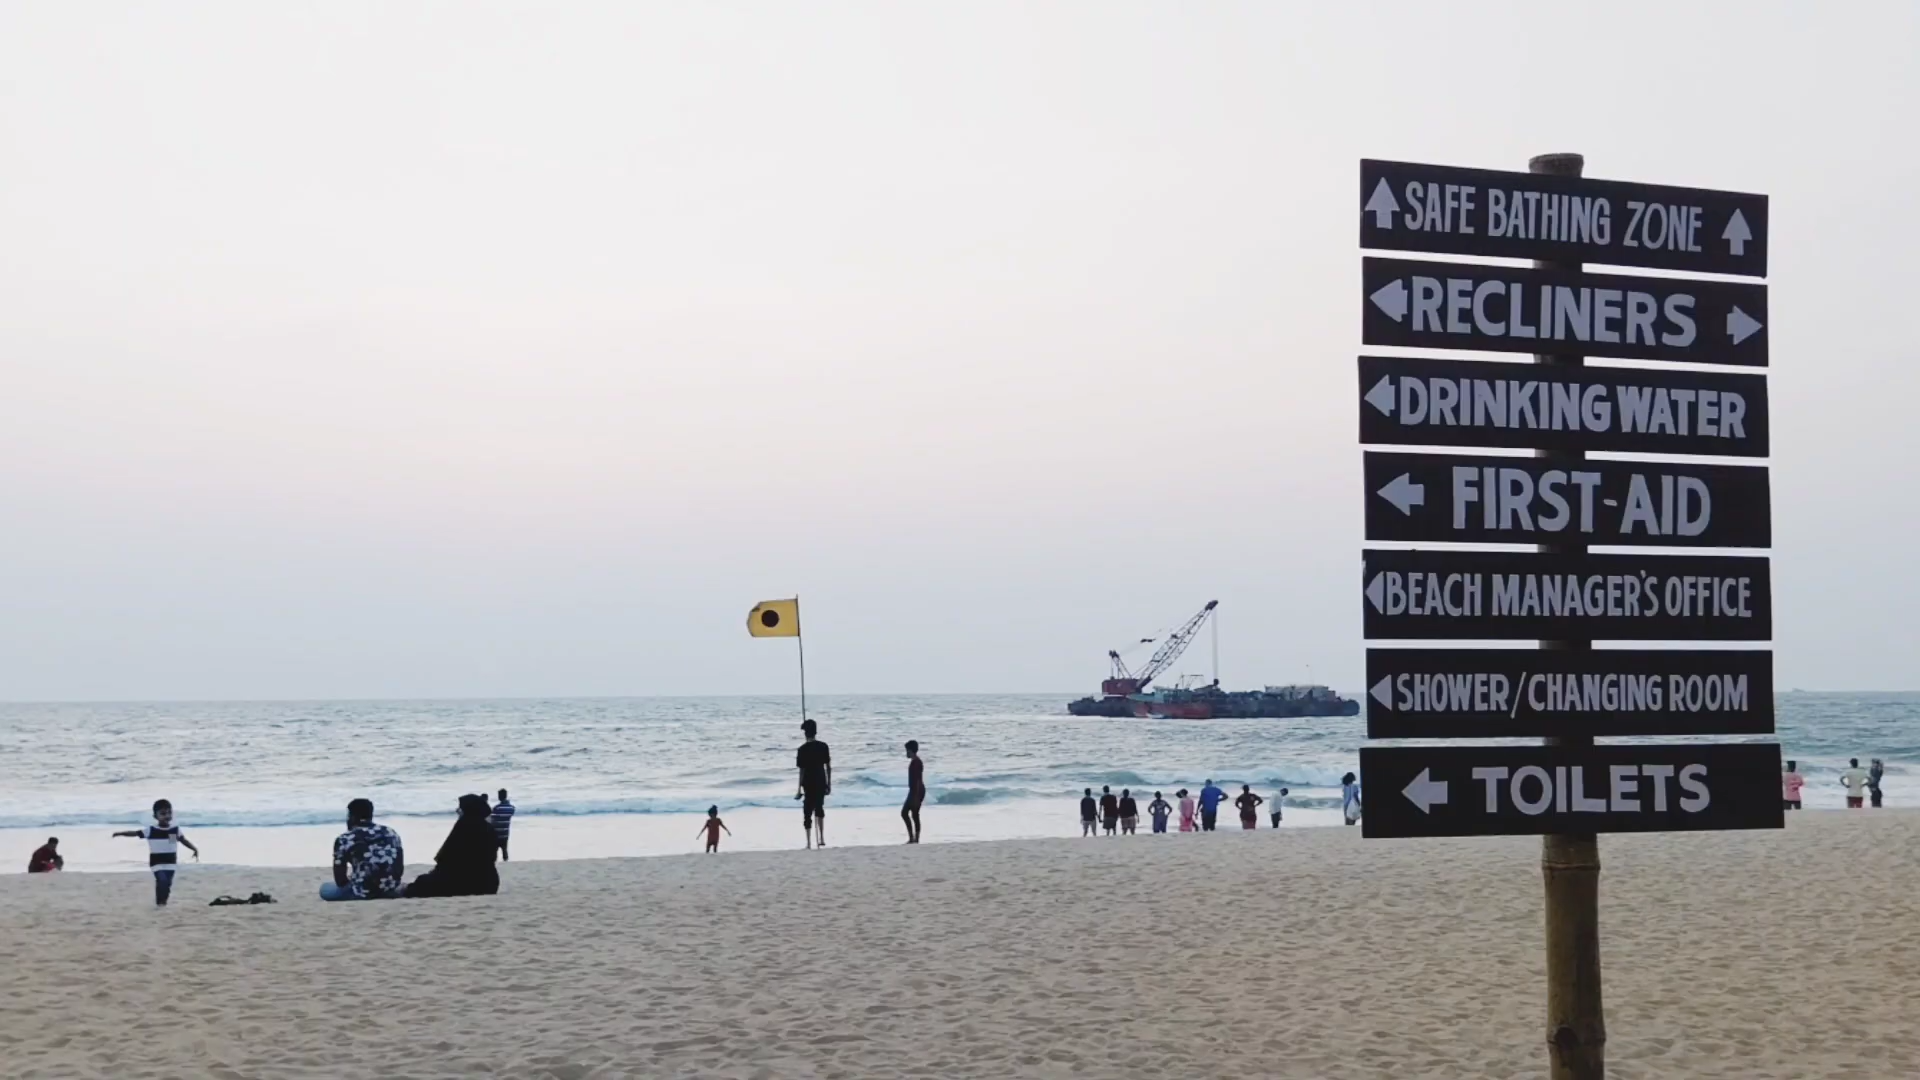 SAFE BATHING ZONE
RECLINERS
DRINKING WATER
FIRST-AID
BEACH MANAGER'S OFFICE
SHOWER/CHANGING ROOM
TOILETS